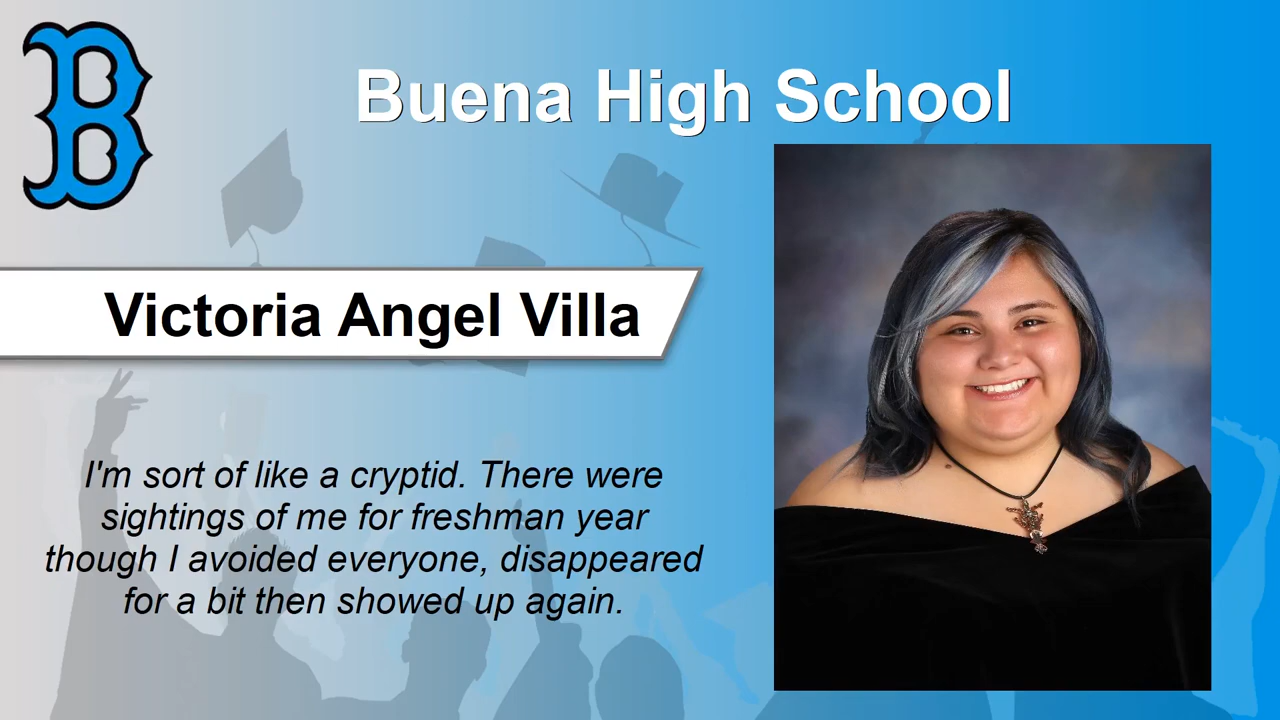 B
Buena High School
Victoria Angel Villa
I'm sort of like a cryptid. There were
sightings of me for freshman year
though I avoided everyone, disappeared
for a bit then showed up again.